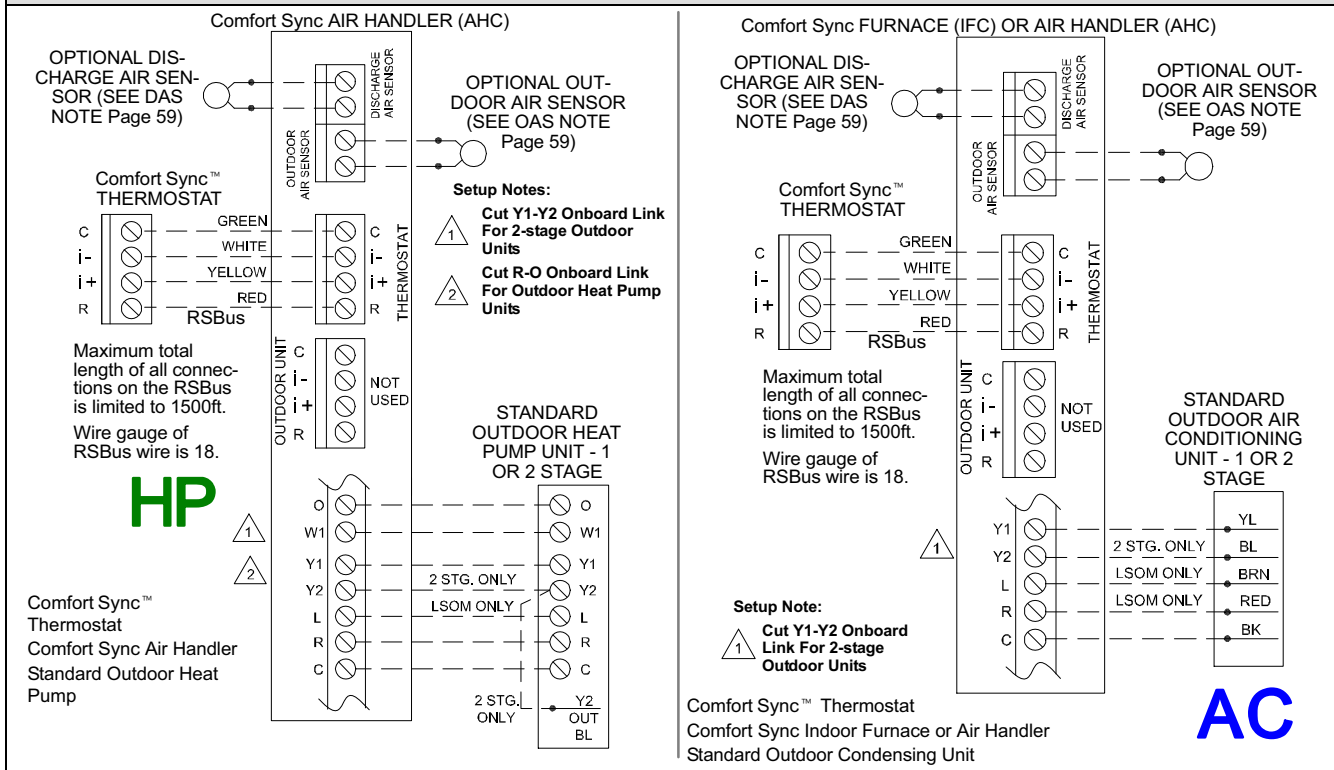 Comfort Sync AIR HANDLER (AHC)
OPTIONAL DIS-
CHARGE AIR SEN-
SOR (SEE DAS
NOTE Page 59)
DISCHARGE
AIR SENSOR
OPTIONAL OUT-
DOOR AIR SENSOR
(SEE OAS NOTE
Page 59)
OUTDOOR
AIR SENSOR
Comfort Sync™
THERMOSTAT
C
i-
i+
R
GREEN
WHITE
YELLOW
RED
RSBus
C
i-
i+
R
THERMOSTAT
Setup Notes:
1
Cut Y1-Y2 Onboard Link
For 2-stage Outdoor
Units
2
Cut R-O Onboard Link
For Outdoor Heat Pump
Units
Maximum total
length of all connec-
tions on the RSBus
is limited to 1500ft.
Wire gauge of
RSBus wire is 18.
OUTDOOR UNIT
C
i-
i+
R
NOT
USED
HP
STANDARD
OUTDOOR HEAT
PUMP UNIT - 1
OR 2 STAGE
1
2
O
W1
Y1
Y2
L
R
C
2 STG. ONLY
LSOM ONLY
O
W1
Y1
Y2
L
R
C
2 STG.
ONLY
Y2
OUT
BL
Comfort Sync™
Thermostat
Comfort Sync Air Handler
Standard Outdoor Heat
Pump
Comfort Sync FURNACE (IFC) OR AIR HANDLER (AHC)
OPTIONAL DIS-
CHARGE AIR SEN-
SOR (SEE DAS
NOTE Page 59)
DISCHARGE
AIR SENSOR
OPTIONAL OUT-
DOOR AIR SENSOR
(SEE OAS NOTE
Page 59)
OUTDOOR
AIR SENSOR
Comfort Sync™
THERMOSTAT
C
i-
i+
R
GREEN
WHITE
YELLOW
RED
RSBus
C
i-
i+
R
THERMOSTAT
Maximum total
length of all connec-
tions on the RSBus
is limited to 1500ft.
Wire gauge of
RSBus wire is 18.
OUTDOOR UNIT
C
i-
i+
R
NOT
USED
STANDARD
OUTDOOR AIR
CONDITIONING
UNIT - 1 OR 2
STAGE
1
Y1
Y2
L
R
C
2 STG. ONLY
LSOM ONLY
LSOM ONLY
YL
BL
BRN
RED
BK
Setup Note:
1
Cut Y1-Y2 Onboard
Link For 2-stage
Outdoor Units
Comfort Sync™ Thermostat
Comfort Sync Indoor Furnace or Air Handler
Standard Outdoor Condensing Unit
AC